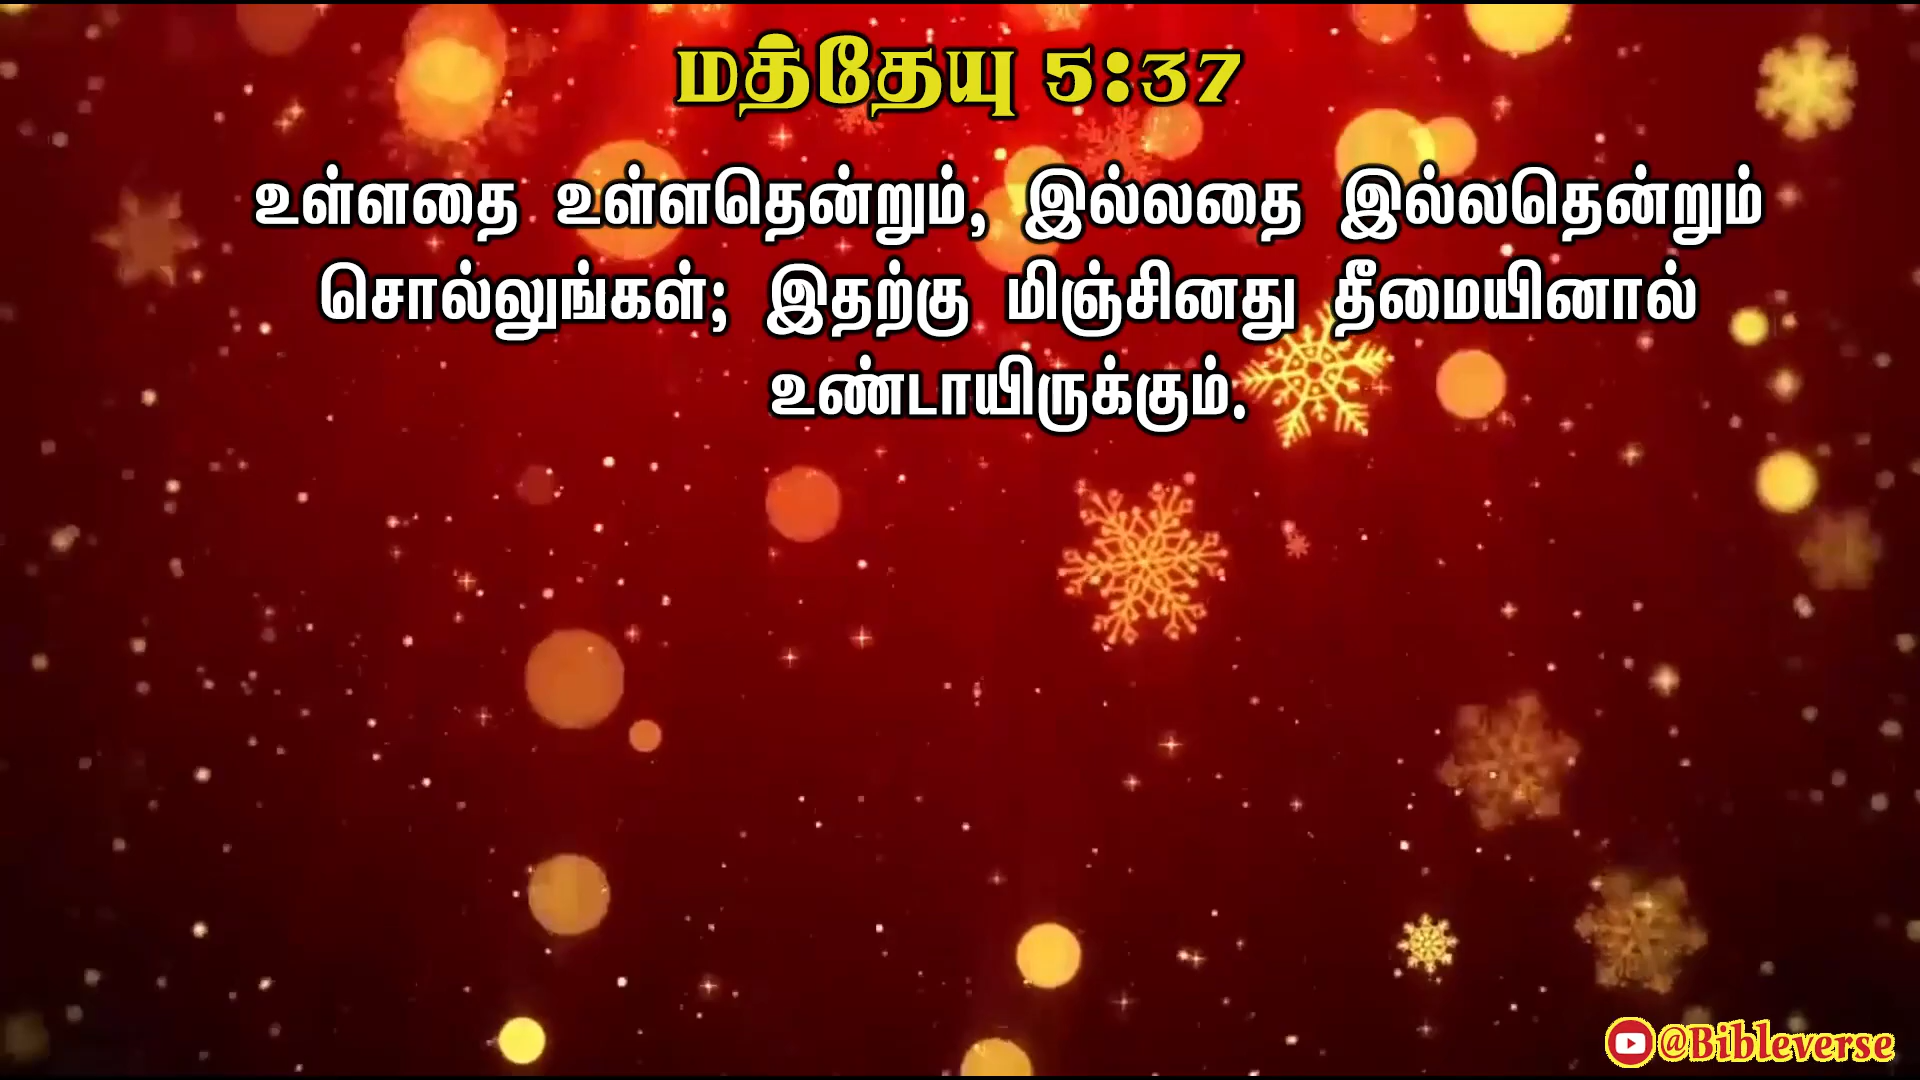 மத்தேயு 5:37
உள்ளதை உள்ளதென்றும், இல்லதை இல்லதென்றும்
சொல்லுங்கள்; இதற்கு மிஞ்சினது தீமையினால்
உண்டாயிருக்கும்.
@Bibleverse